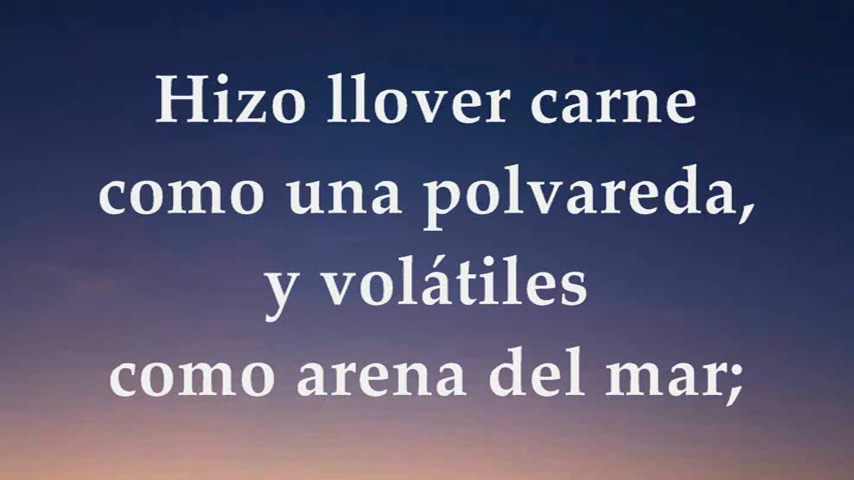 Hizo llover carne
como una polvareda,
y volátiles
como arena del mar;